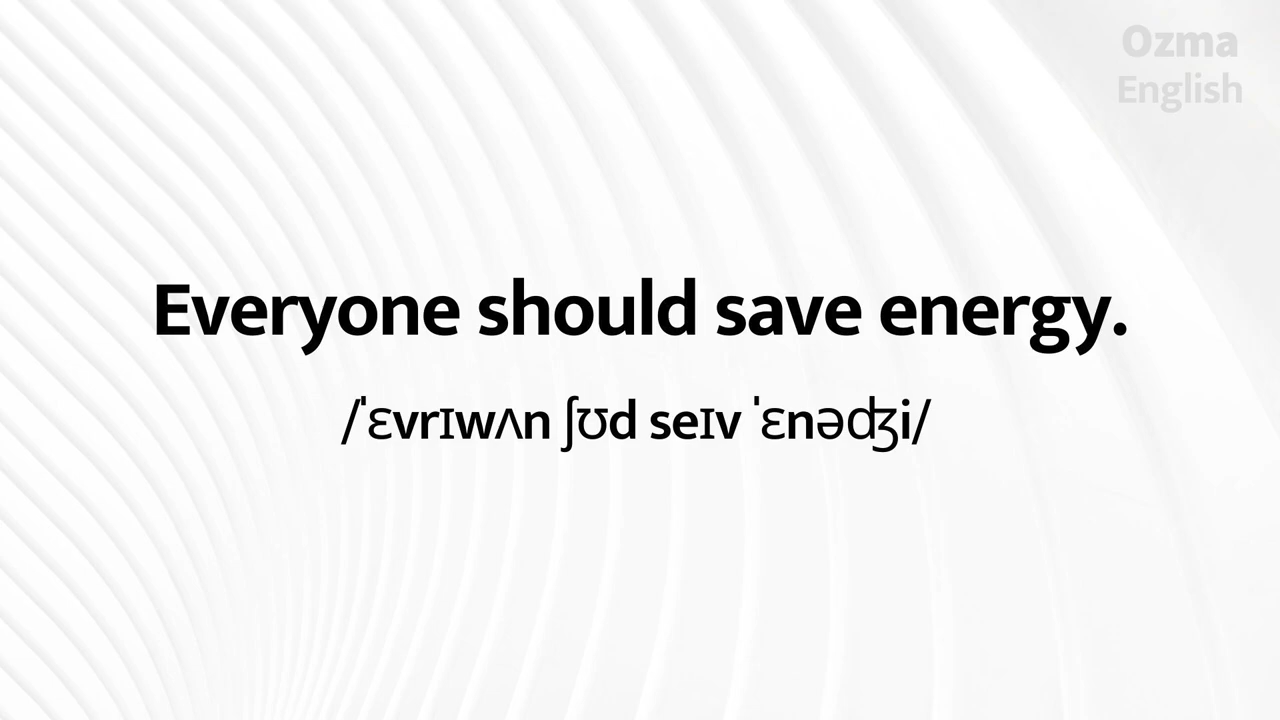 Ozma
English
Everyone should save energy.
/ˈɛvrɪwʌn ʃʊd seɪv ˈɛnəʤi/